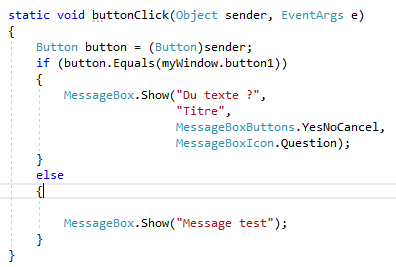 static void buttonClick(Object sender, EventArgs e)
{
Button button = (Button)sender;
if (button.Equals(myWindow.button1))
{
MessageBox.Show("Du texte ?",
"Titre",
MessageBoxButtons.YesNoCancel,
MessageBoxIcon.Question);
}
else
{
MessageBox.Show("Message test");
}
}